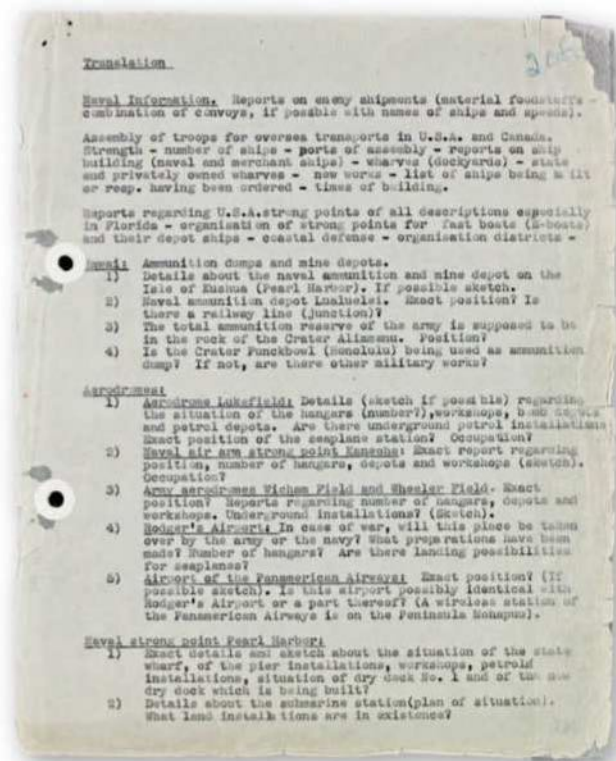 Translation
Naval Information. Reports on enemy shipments (material foodstuffs -
combination of convoys, if possible with names of ships and speeds).
Assembly of troops for oversea transports in U.S.A. and Canada.
Strength - number of ships - ports of assembly - reports on ship
building (naval and merchant ships) - wharves (dockyards) - state
and privately owned wharves - new works - list of ships being built
or resp. having been ordered - times of building.
Reports regarding U.S.A. strong points of all descriptions especially
in Florida - organisation of strong points for fast boats (E-boats)
and their depot ships - coastal defense - organisation districts -
Ammunition dumps and mine depots.
1) Details about the naval ammunition and mine depot on the
Isle of Kushua (Pearl Harbor). If possible sketch.
2) Naval ammunition depot Lualuelei. Exact position? Is
there a railway line (junction)?
3) The total ammunition reserve of the army is supposed to be
in the rock of the Crater Aliamanu. Position?
4) Is the Crater Punckbowl (Honolulu) being used as ammunition
dump? If not, are there other military works?
Aerodromes:
1) Aerodrome Lukefield: Details (sketch if possible) regarding
the situation of the hangars (number?), workshops, bomb depots
and petrol depots. Are there underground petrol installations
Exact position of the seaplane station? Occupation?
2) Naval air arm strong point Kaneche: Exact report regarding
position, number of hangars, depots and workshops (sketch).
Occupation?
3) Army aerodromes Wicham Field and Wheeler Field. Exact
position? Reports regarding number of hangars, depots and
workshops. Underground installations? (Sketch).
4) Rodger's Airport: In case of war, will this place be taken
over by the army or the navy? What preparations have been
made? Number of hangars? Are there landing possibilities
for seaplanes?
5) Airport of the Panamerican Airways: Exact position? (If
possible sketch). Is this airport possibly identical with
Rodger's Airport or a part thereof? (A wireless station of
the Panamerican Airways is on the Peninsula Mohapuu).
Naval strong point Pearl Harbor:
1) Exact details and sketch about the situation of the state
wharf, of the pier installations, workshops, petrold
installations, situation of dry dock No. 1 and of the new
dry dock which is being built?
2) Details about the submarine station(plan of situation).
What land installations are in existence?